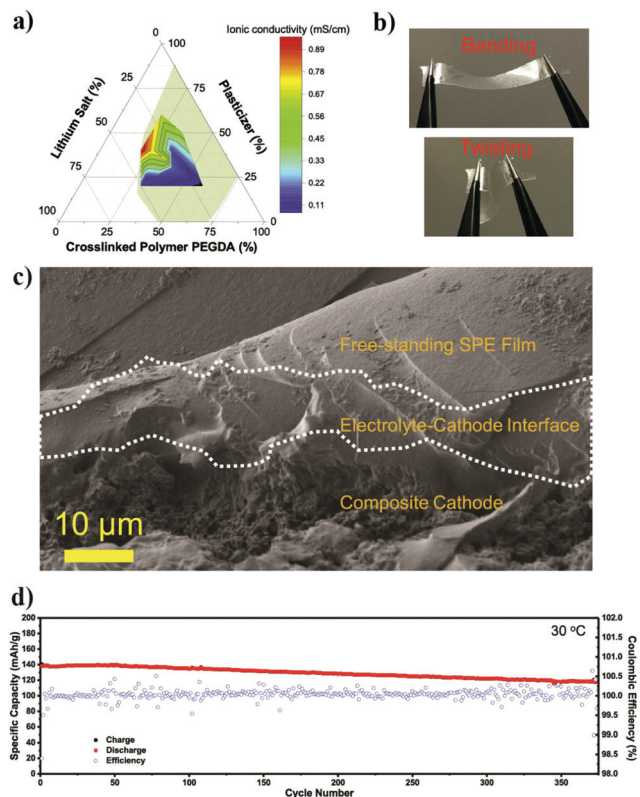 a)
Ionic conductivity (mS/cm)
0
100
0.89
0.78
0.67
0.56
0.44
0.33
0.22
0.11
25
75
50
50
75
25
100
0
0
25
50
75
100
Lithium Salt (%)
Plasticizer (%)
Crosslinked Polymer PEGDA (%)
b)
Bending
Twisting
c)
Free-standing SPE Film
Electrolyte-Cathode Interface
Composite Cathode
10 μm
d)
30 °C
Specific Capacity (mAh/g)
200
180
160
140
120
100
80
60
40
20
0
Charge
Discharge
Efficiency
102.0
101.5
101.0
100.5
100.0
99.5
99.0
98.5
98.0
Coulombic Efficiency (%)
0 50 100 150 200 250 300 350
Cycle Number